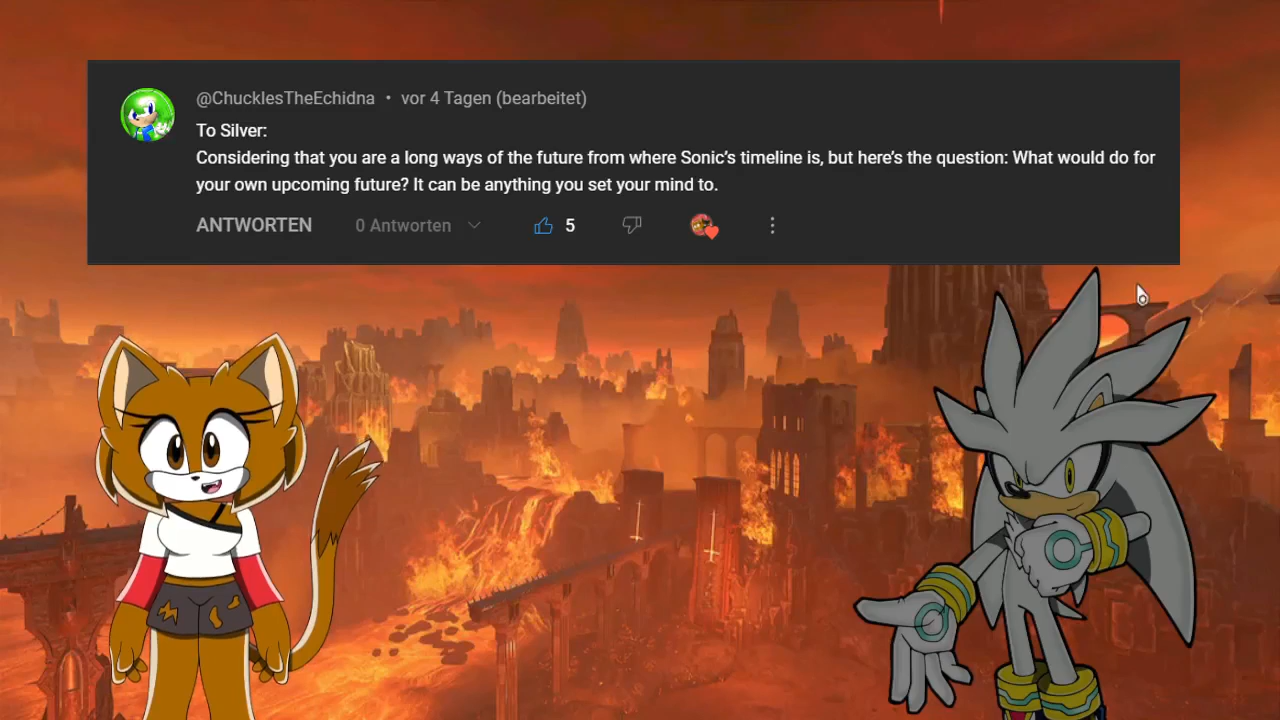 @ChucklesTheEchidna • vor 4 Tagen (bearbeitet)
To Silver:
Considering that you are a long ways of the future from where Sonic's timeline is, but here's the question: What would do for
your own upcoming future? It can be anything you set your mind to.
ANTWORTEN 0 Antworten 5